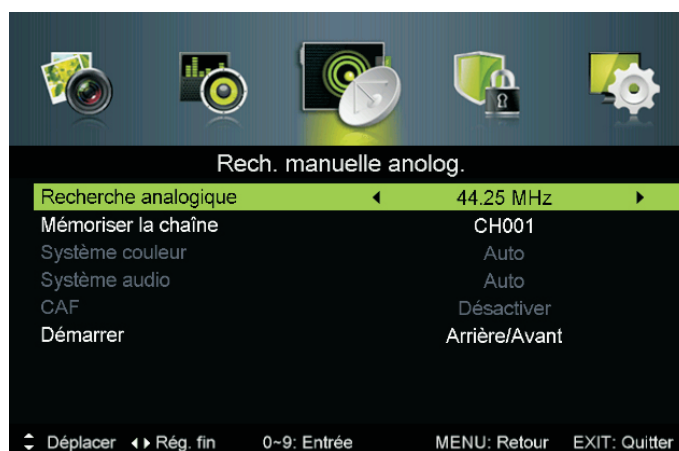 Rech. manuelle anolog.
Recherche analogique 44.25 MHz
Mémoriser la chaîne CH001
Système couleur Auto
Système audio Auto
CAF Désactiver
Démarrer Arrière/Avant
Déplacer Rég. fin 0~9: Entrée MENU: Retour EXIT: Quitter